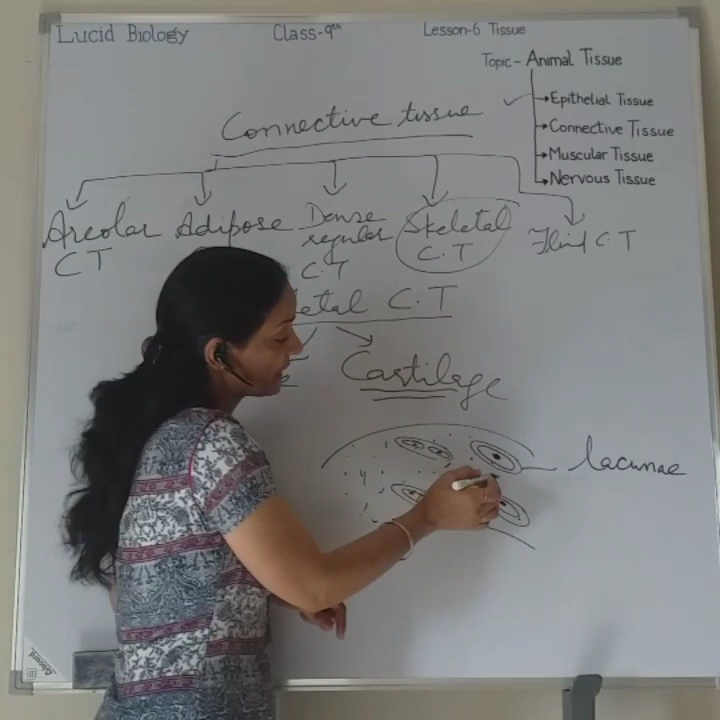 Lucid Biology Class-9th Lesson-6 Tissue
Topic- Animal Tissue
Epithelial Tissue
Connective Tissue
Muscular Tissue
Nervous Tissue
Connective tissue
Areolar CT
Adipose
Dense regular C.T
Skeletal C.T
Fluid C.T
etal C.T
Cartilage
lacunae